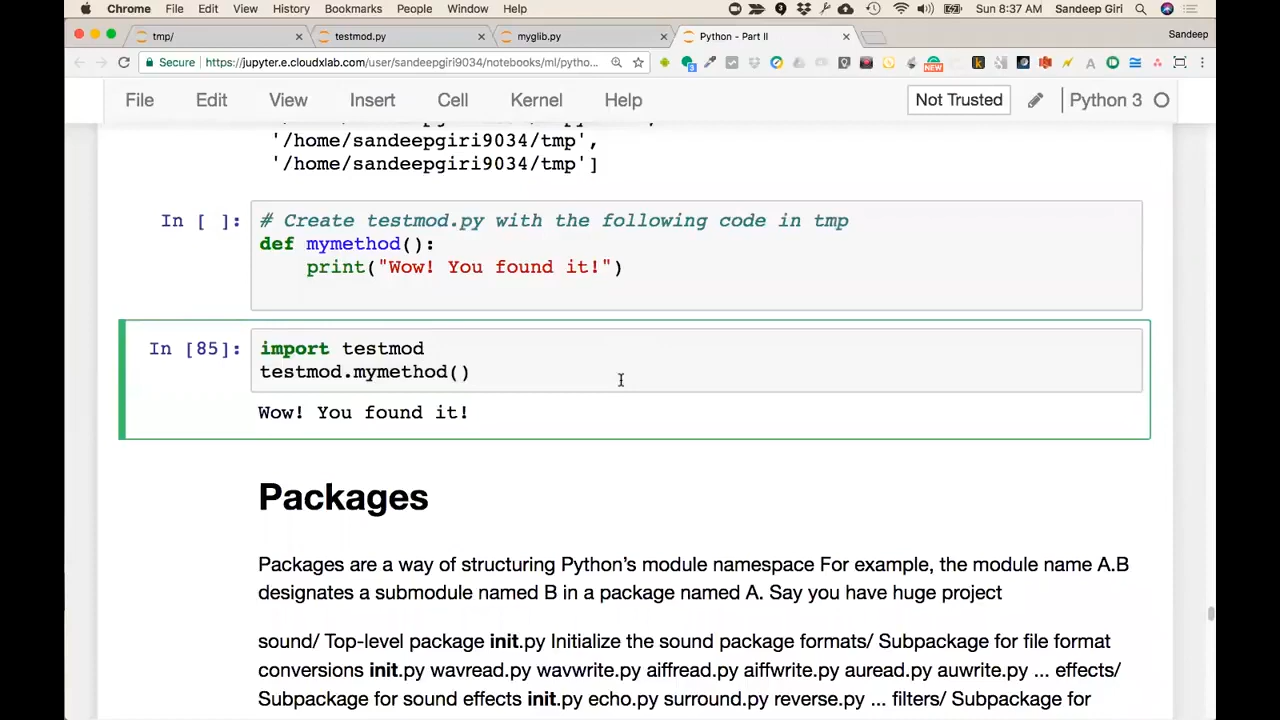 Chrome File Edit View History Bookmarks People Window Help Sun 8:37 AM Sandeep Giri
tmp/ testmod.py myglib.py Python - Part II Sandeep
Secure https://jupyter.e.cloudxlab.com/user/sandeepgiri9034/notebooks/ml/pytho...
File Edit View Insert Cell Kernel Help Not Trusted Python 3
'/home/sandeepgiri9034/tmp',
'/home/sandeepgiri9034/tmp']
In [ ]: # Create testmod.py with the following code in tmp
def mymethod():
print("Wow! You found it!")
In [85]: import testmod
testmod.mymethod()
Wow! You found it!
Packages
Packages are a way of structuring Python’s module namespace For example, the module name A.B
designates a submodule named B in a package named A. Say you have huge project
sound/ Top-level package init.py Initialize the sound package formats/ Subpackage for file format
conversions init.py wavread.py wavwrite.py aiffread.py aiffwrite.py auread.py auwrite.py ... effects/
Subpackage for sound effects init.py echo.py surround.py reverse.py ... filters/ Subpackage for